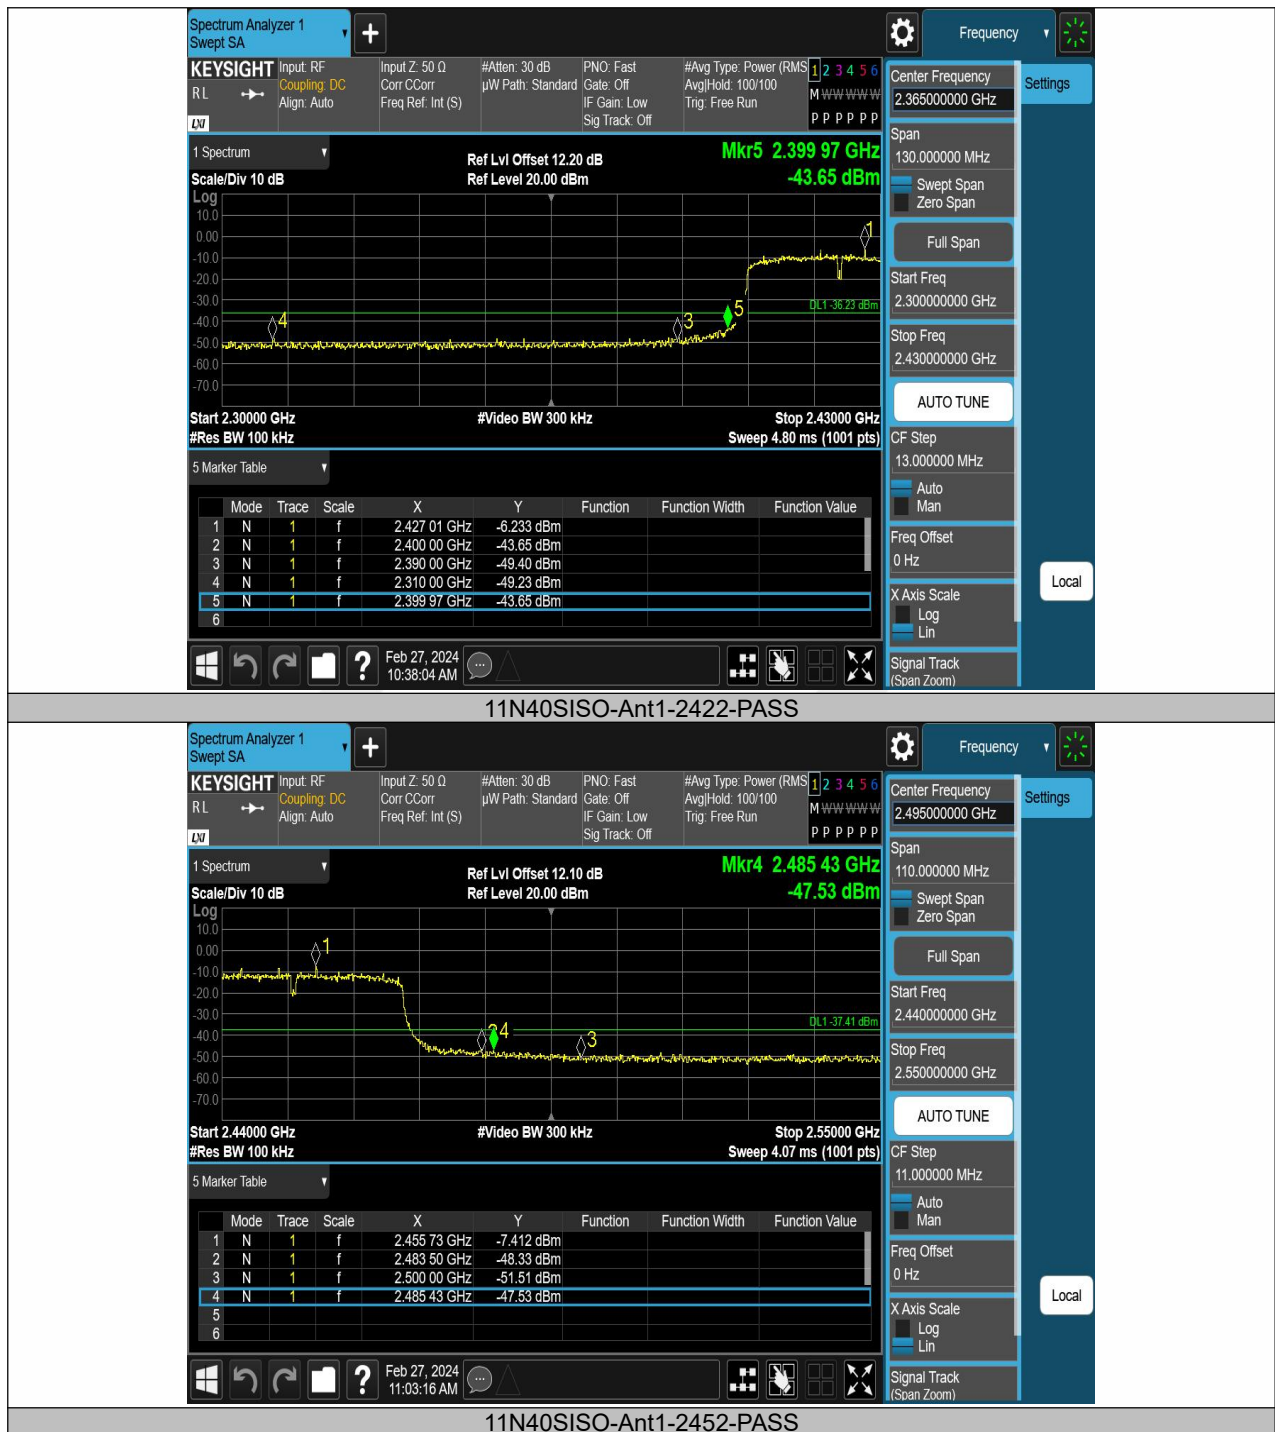 Spectrum Analyzer 1
Swept SA
+
Frequency
KEYSIGHT
R L
LXI
Input: RF
Coupling: DC
Align: Auto
Input Z: 50 Ω
Corr CCorr
Freq Ref: Int (S)
#Atten: 30 dB
µW Path: Standard
PNO: Fast
Gate: Off
IF Gain: Low
Sig Track: Off
#Avg Type: Power (RMS
Avg|Hold: 100/100
Trig: Free Run
1 2 3 4 5 6
M W W W W W
P P P P P P
1 Spectrum
Scale/Div 10 dB
Ref Lvl Offset 12.20 dB
Ref Level 20.00 dBm
Mkr5 2.399 97 GHz
-43.65 dBm
Log
10.0
0.00
-10.0
-20.0
-30.0
-40.0
-50.0
-60.0
-70.0
1
4
3
5
DL1 -36.23 dBm
Start 2.30000 GHz
#Video BW 300 kHz
Stop 2.43000 GHz
#Res BW 100 kHz
Sweep 4.80 ms (1001 pts)
5 Marker Table
Mode Trace Scale X Y Function Function Width Function Value
1 N 1 f 2.427 01 GHz -6.233 dBm
2 N 1 f 2.400 00 GHz -43.65 dBm
3 N 1 f 2.390 00 GHz -49.40 dBm
4 N 1 f 2.310 00 GHz -49.23 dBm
5 N 1 f 2.399 97 GHz -43.65 dBm
6
?
Feb 27, 2024
10:38:04 AM
Center Frequency
2.365000000 GHz
Span
130.000000 MHz
Swept Span
Zero Span
Full Span
Start Freq
2.300000000 GHz
Stop Freq
2.430000000 GHz
AUTO TUNE
CF Step
13.000000 MHz
Auto
Man
Freq Offset
0 Hz
X Axis Scale
Log
Lin
Signal Track
(Span Zoom)
Settings
Local
11N40SISO-Ant1-2422-PASS
Spectrum Analyzer 1
Swept SA
+
Frequency
KEYSIGHT
R L
LXI
Input: RF
Coupling: DC
Align: Auto
Input Z: 50 Ω
Corr CCorr
Freq Ref: Int (S)
#Atten: 30 dB
µW Path: Standard
PNO: Fast
Gate: Off
IF Gain: Low
Sig Track: Off
#Avg Type: Power (RMS
Avg|Hold: 100/100
Trig: Free Run
1 2 3 4 5 6
M W W W W W
P P P P P P
1 Spectrum
Scale/Div 10 dB
Ref Lvl Offset 12.10 dB
Ref Level 20.00 dBm
Mkr4 2.485 43 GHz
-47.53 dBm
Log
10.0
0.00
-10.0
-20.0
-30.0
-40.0
-50.0
-60.0
-70.0
1
4
3
DL1 -37.41 dBm
Start 2.44000 GHz
#Video BW 300 kHz
Stop 2.55000 GHz
#Res BW 100 kHz
Sweep 4.07 ms (1001 pts)
5 Marker Table
Mode Trace Scale X Y Function Function Width Function Value
1 N 1 f 2.455 73 GHz -7.412 dBm
2 N 1 f 2.483 50 GHz -48.33 dBm
3 N 1 f 2.500 00 GHz -51.51 dBm
4 N 1 f 2.485 43 GHz -47.53 dBm
5
6
?
Feb 27, 2024
11:03:16 AM
Center Frequency
2.495000000 GHz
Span
110.000000 MHz
Swept Span
Zero Span
Full Span
Start Freq
2.440000000 GHz
Stop Freq
2.550000000 GHz
AUTO TUNE
CF Step
11.000000 MHz
Auto
Man
Freq Offset
0 Hz
X Axis Scale
Log
Lin
Signal Track
(Span Zoom)
Settings
Local
11N40SISO-Ant1-2452-PASS